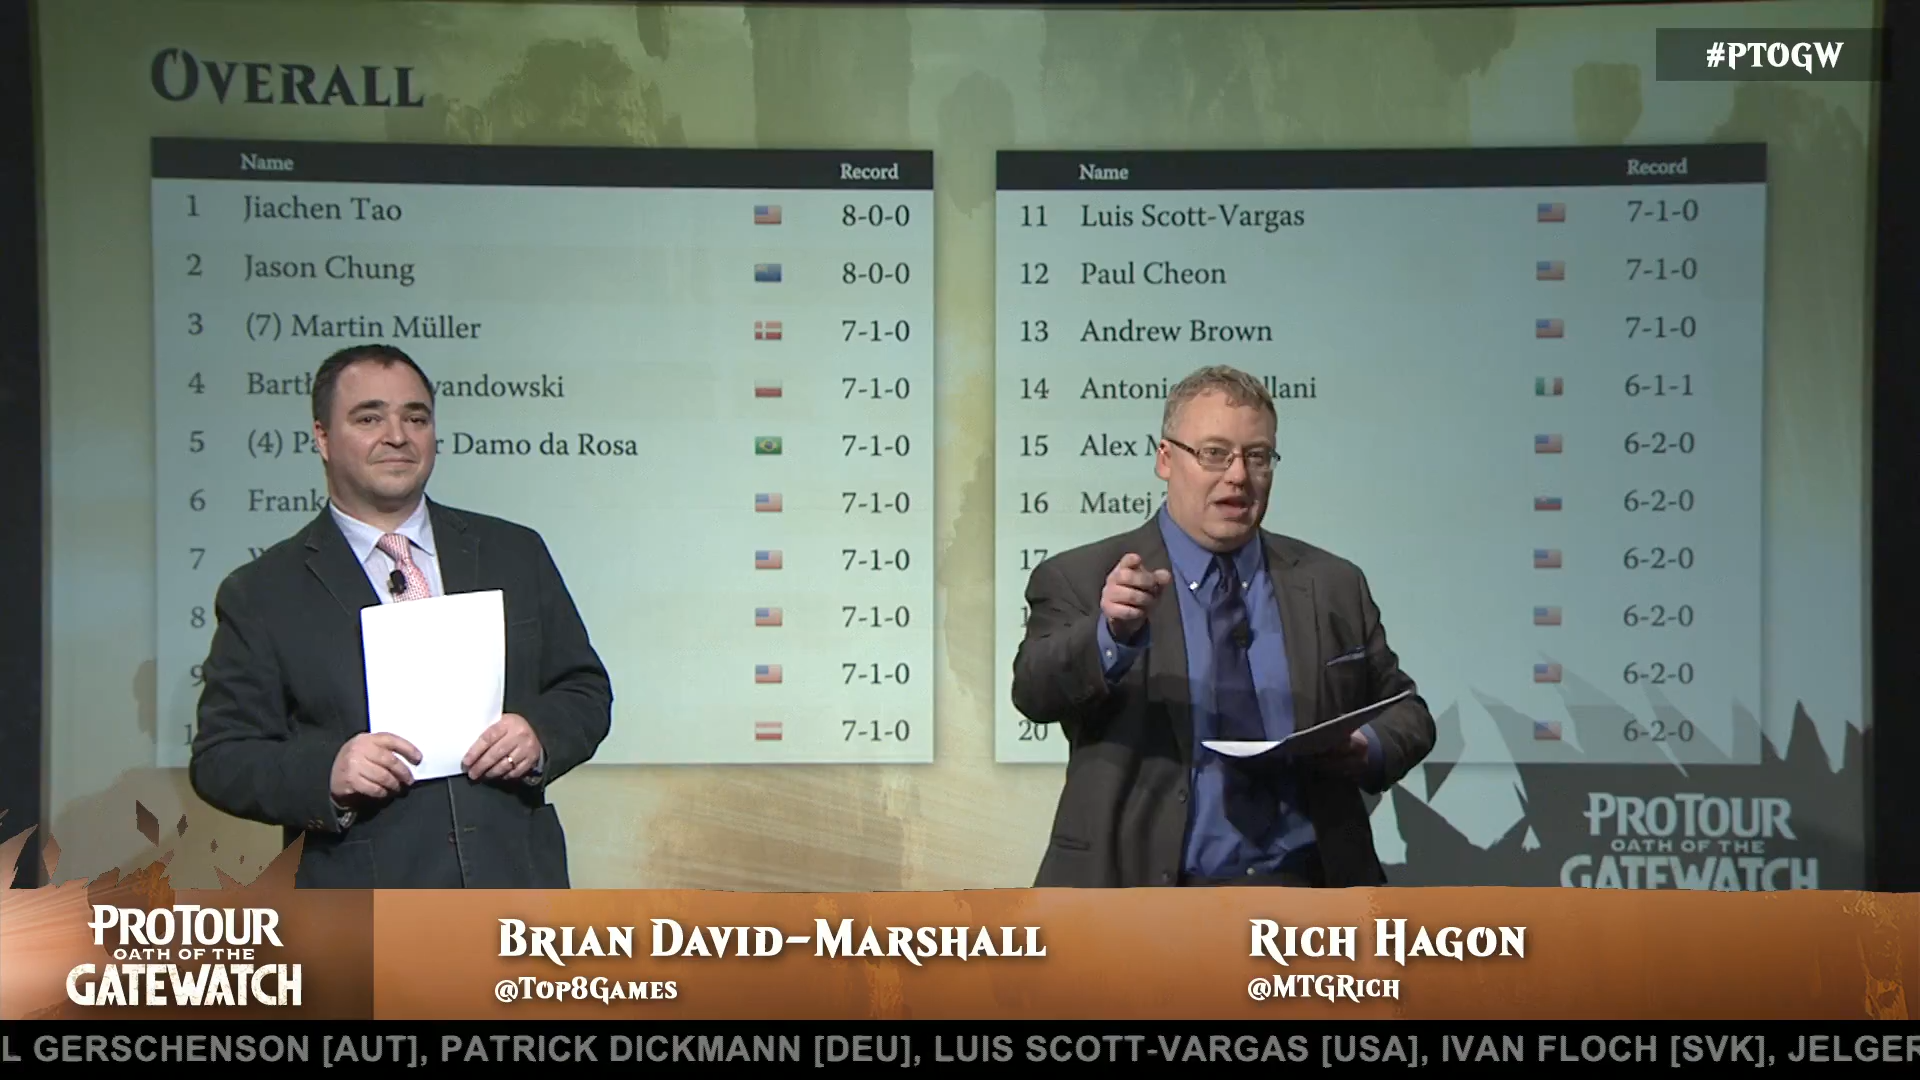 #PTOGW
Overall
Name Record
1 Jiachen Tao 8-0-0
2 Jason Chung 8-0-0
3 (7) Martin Müller 7-1-0
4 wandowski 7-1-0
5 (4) Damo da Rosa 7-1-0
6 7-1-0
7 7-1-0
8 7-1-0
9 7-1-0
7-1-0
Name Record
11 Luis Scott-Vargas 7-1-0
12 Paul Cheon 7-1-0
13 Andrew Brown 7-1-0
14 6-1-1
15 Alex 6-2-0
16 Matej 6-2-0
17 6-2-0
6-2-0
6-2-0
20 6-2-0
ProTour
Oath of the
Gatewatch
ProTour
Oath of the
Gatewatch
Brian David-Marshall
@Top8Games
Rich Hagon
@MTGRich
L GERSCHENSON [AUT], PATRICK DICKMANN [DEU], LUIS SCOTT-VARGAS [USA], IVAN FLOCH [SVK], JELGER